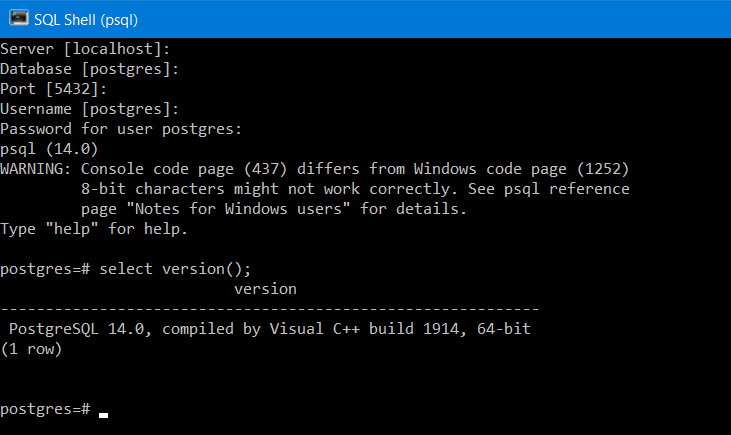 SQL Shell (psql)
Server [localhost]:
Database [postgres]:
Port [5432]:
Username [postgres]:
Password for user postgres:
psql (14.0)
WARNING: Console code page (437) differs from Windows code page (1252)
         8-bit characters might not work correctly. See psql reference
         page "Notes for Windows users" for details.
Type "help" for help.
postgres=# select version();
                          version
------------------------------------------------------------
 PostgreSQL 14.0, compiled by Visual C++ build 1914, 64-bit
(1 row)
postgres=#